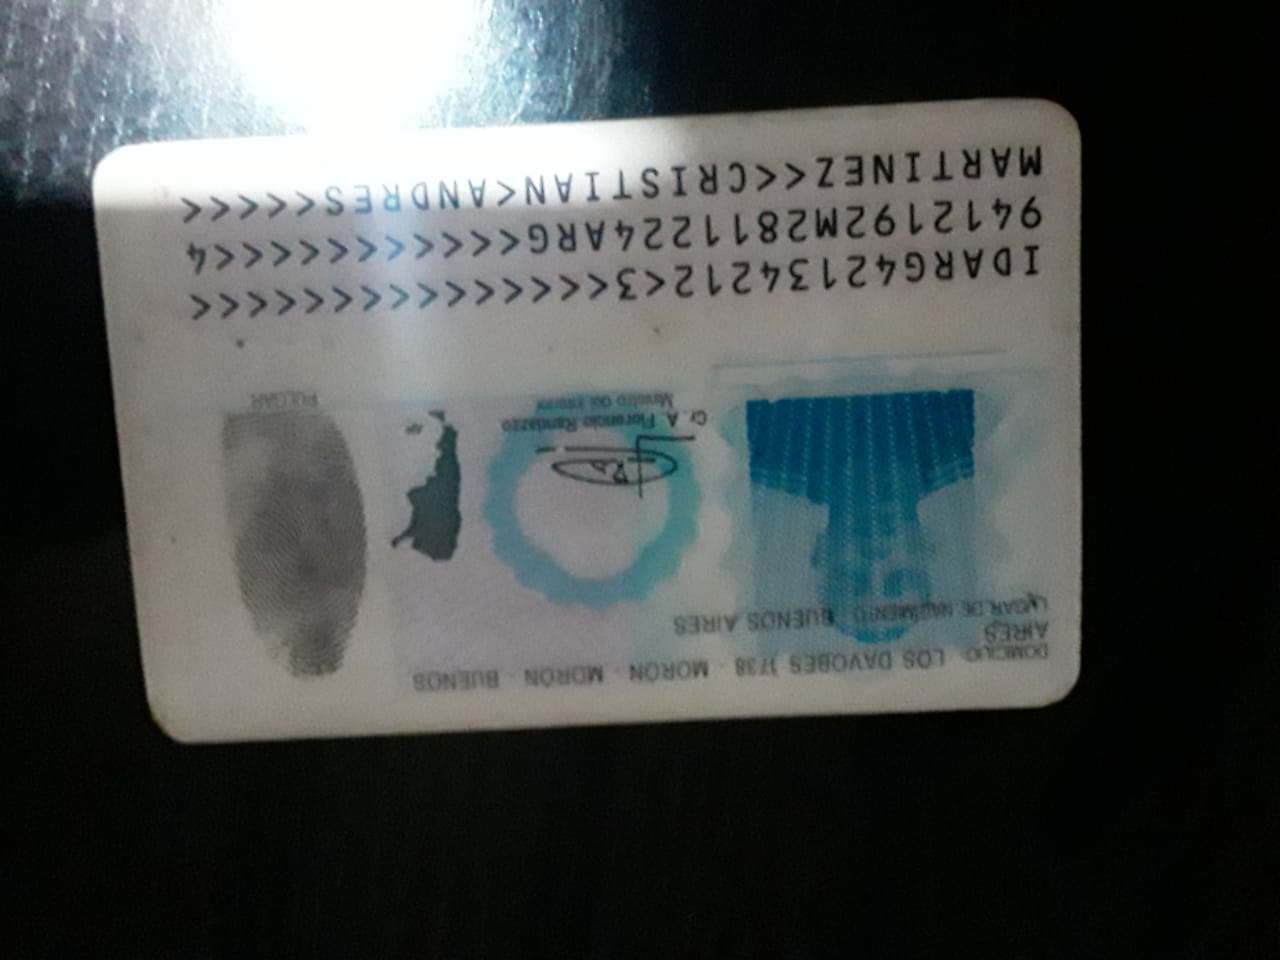 DOMICILIO: LOS DAVOBES 1738 - MORON - MORÓN - BUENOS
AIRES
LUGAR DE NACIMIENTO: BUENOS AIRES
Cr. A. Florencio Randazzo
Ministro del Interior
PULGAR
IDARG42134212<3<<<<<<<<<<<<<<<
9412192M2811224ARG<<<<<<<<<<<4
MARTINEZ<<CRISTIAN<ANDRES<<<<<